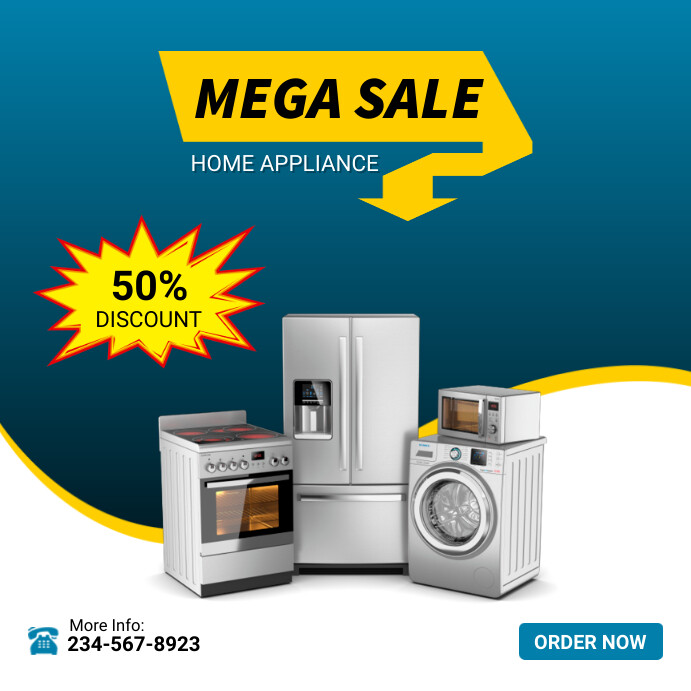 MEGA SALE
HOME APPLIANCE
50%
DISCOUNT
More Info:
234-567-8923
ORDER NOW